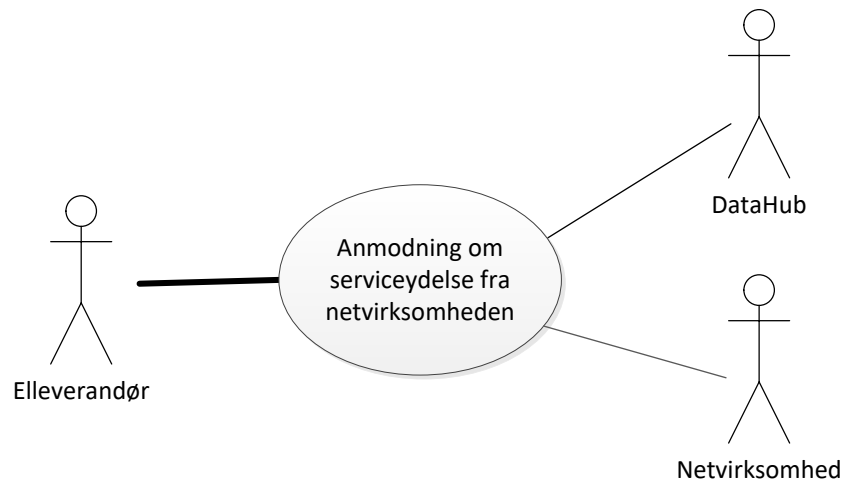 DataHub
Anmodning om
serviceydelse fra
netvirksomheden
Elleverandør
Netvirksomhed